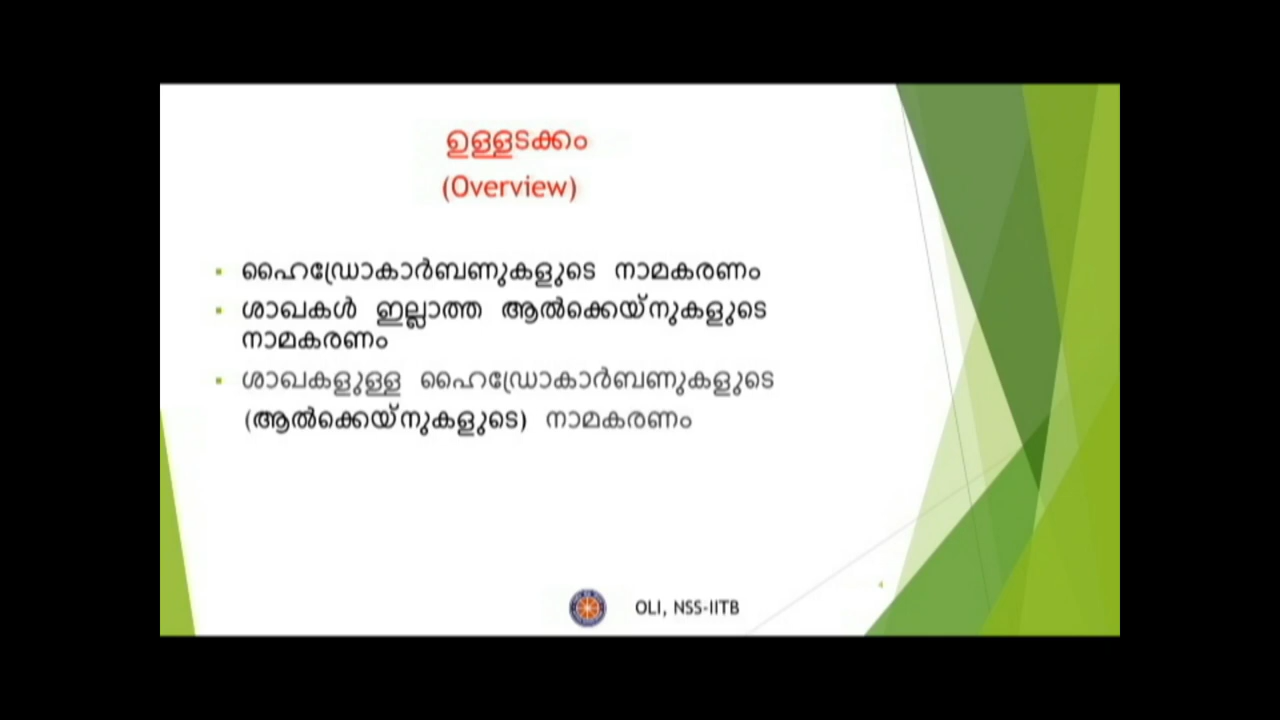 ഉള്ളടക്കം
(Overview)
ഹൈഡ്രോകാർബണുകളുടെ നാമകരണം
ശാഖകൾ ഇല്ലാത്ത ആൽക്കെയ്നുകളുടെ
നാമകരണം
ശാഖകളുള്ള ഹൈഡ്രോകാർബണുകളുടെ
(ആൽക്കെയ്നുകളുടെ) നാമകരണം
OLI, NSS-IITB